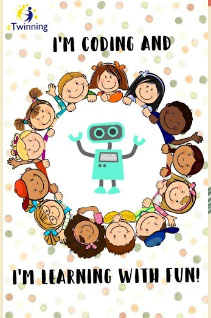 eTwinning
I'M CODING AND
I'M LEARNING WITH FUN!